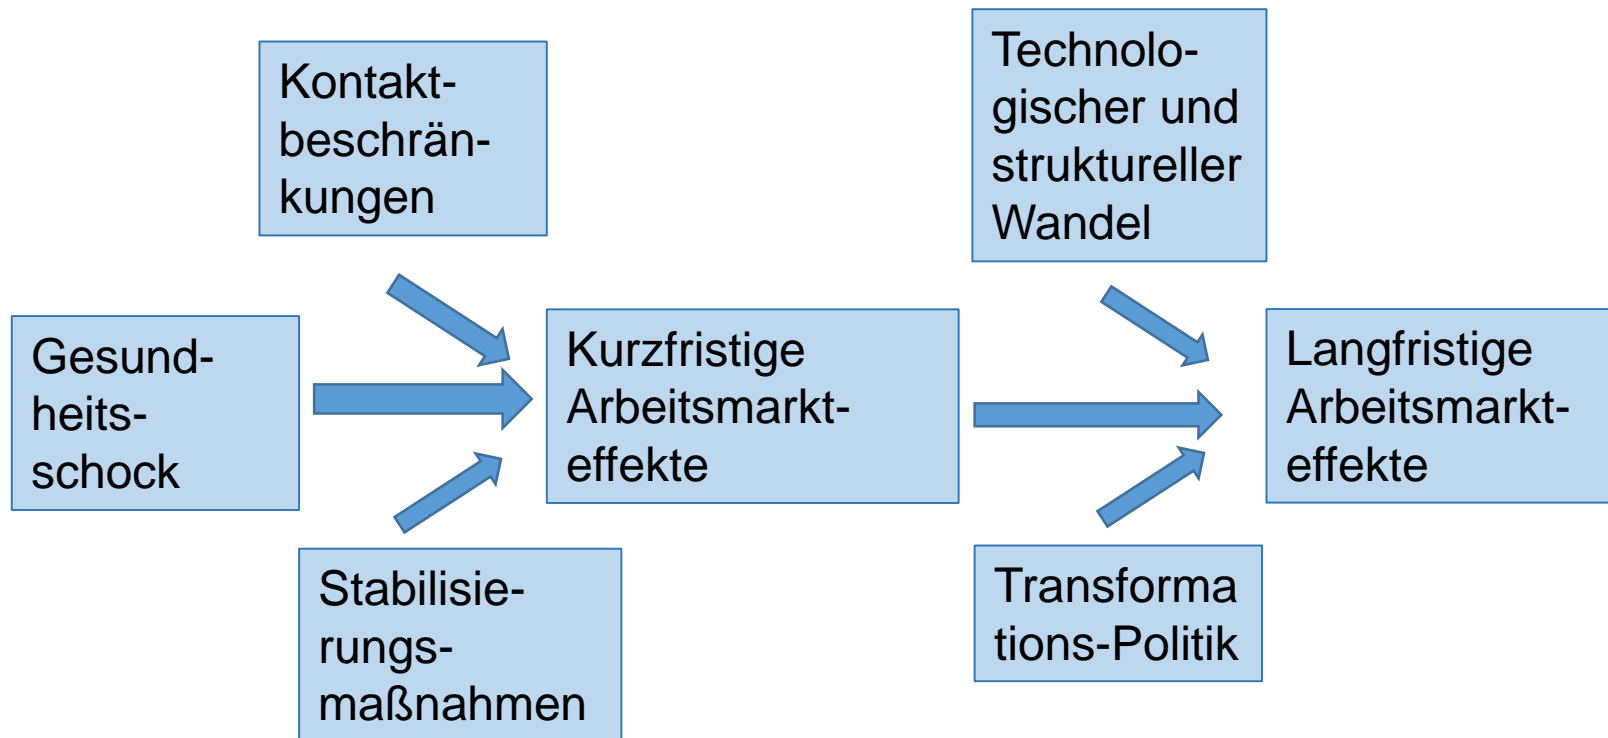 Kontakt-
beschrän-
kungen
Technolo-
gischer und
struktureller
Wandel
Gesund-
heits-
schock
Kurzfristige
Arbeitsmarkt-
effekte
Langfristige
Arbeitsmarkt-
effekte
Stabilisie-
rungs-
maßnahmen
Transforma
tions-Politik